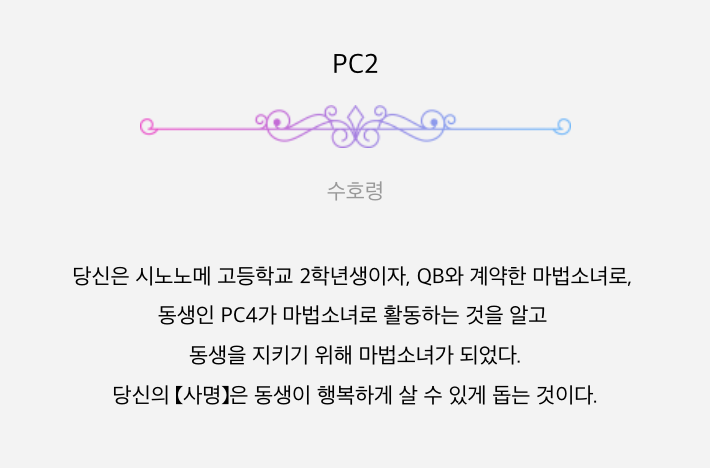 PC2
수호령
당신은 시노노메 고등학교 2학년생이자, QB와 계약한 마법소녀로,
동생인 PC4가 마법소녀로 활동하는 것을 알고
동생을 지키기 위해 마법소녀가 되었다.
당신의【사명】은 동생이 행복하게 살 수 있게 돕는 것이다.